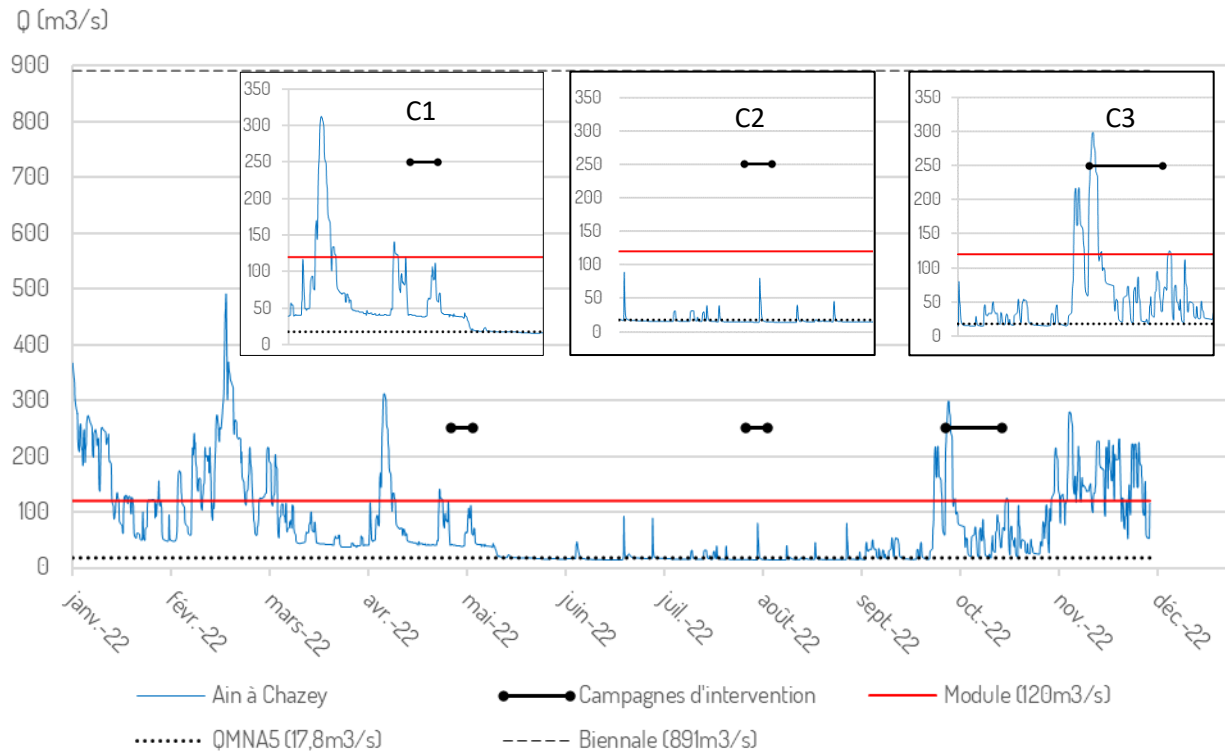 Q (m3/s)
900
800
700
600
500
400
300
200
100
0
C1
350
300
250
200
150
100
50
0
C2
350
300
250
200
150
100
50
0
C3
350
300
250
200
150
100
50
0
janv.-22
févr.-22
mars-22
avr.-22
mai-22
juin-22
juil.-22
août-22
sept.-22
oct.-22
nov.-22
déc.-22
Ain à Chazey
Campagnes d'intervention
Module (120m3/s)
QMNA5 (17,8m3/s)
Biennale (891m3/s)